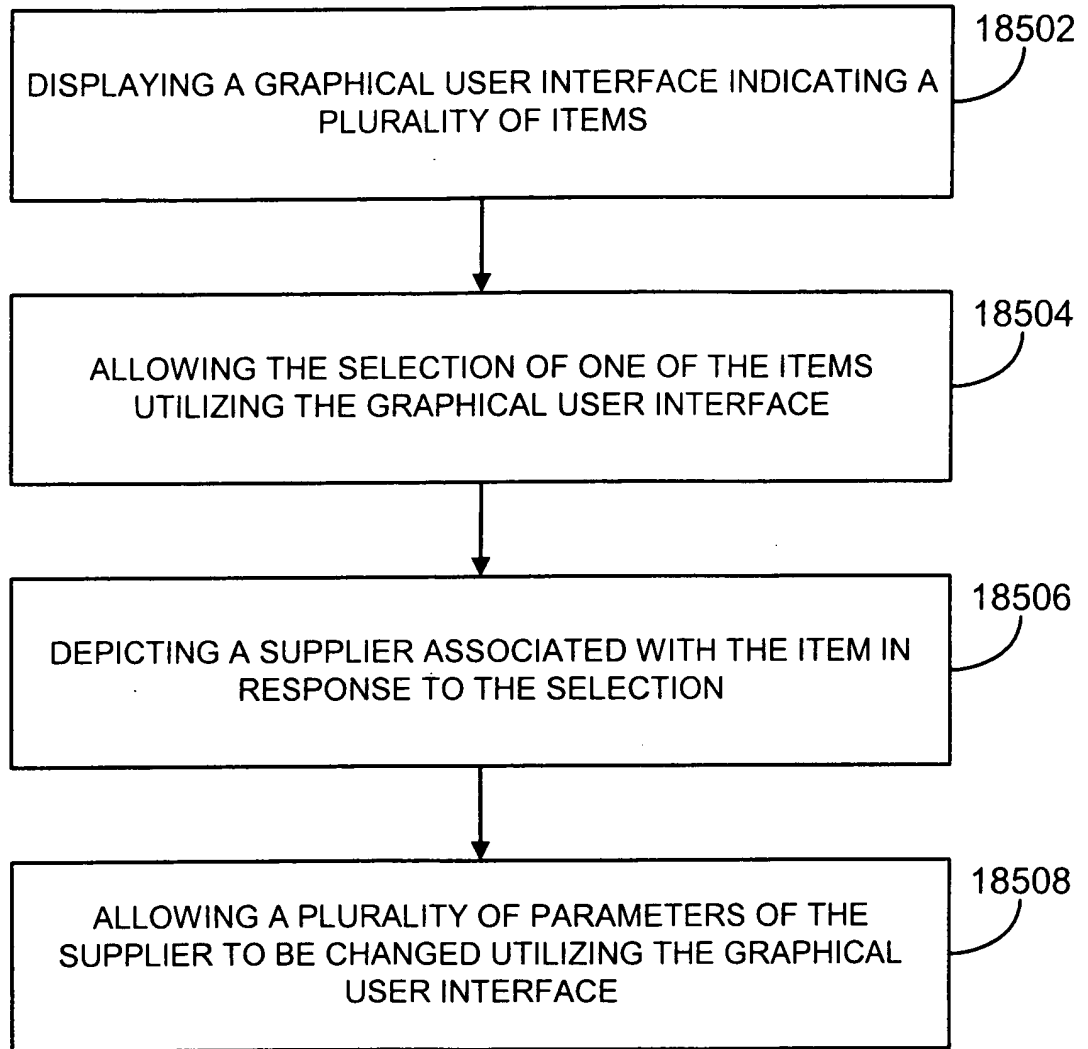 18502
DISPLAYING A GRAPHICAL USER INTERFACE INDICATING A
PLURALITY OF ITEMS
18504
ALLOWING THE SELECTION OF ONE OF THE ITEMS
UTILIZING THE GRAPHICAL USER INTERFACE
18506
DEPICTING A SUPPLIER ASSOCIATED WITH THE ITEM IN
RESPONSE TO THE SELECTION
18508
ALLOWING A PLURALITY OF PARAMETERS OF THE
SUPPLIER TO BE CHANGED UTILIZING THE GRAPHICAL
USER INTERFACE